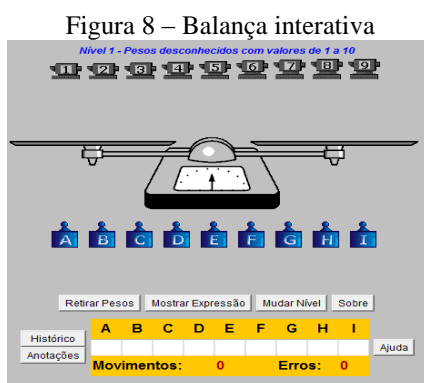 Figura 8 – Balança interativa
Nível 1 - Pesos desconhecidos com valores de 1 a 10
1 2 3 4 5 6 7 8 9
A B C D E F G H I
Retirar Pesos Mostrar Expressão Mudar Nível Sobre
A B C D E F G H I
Histórico
Ajuda
Anotações
Movimentos: 0 Erros: 0